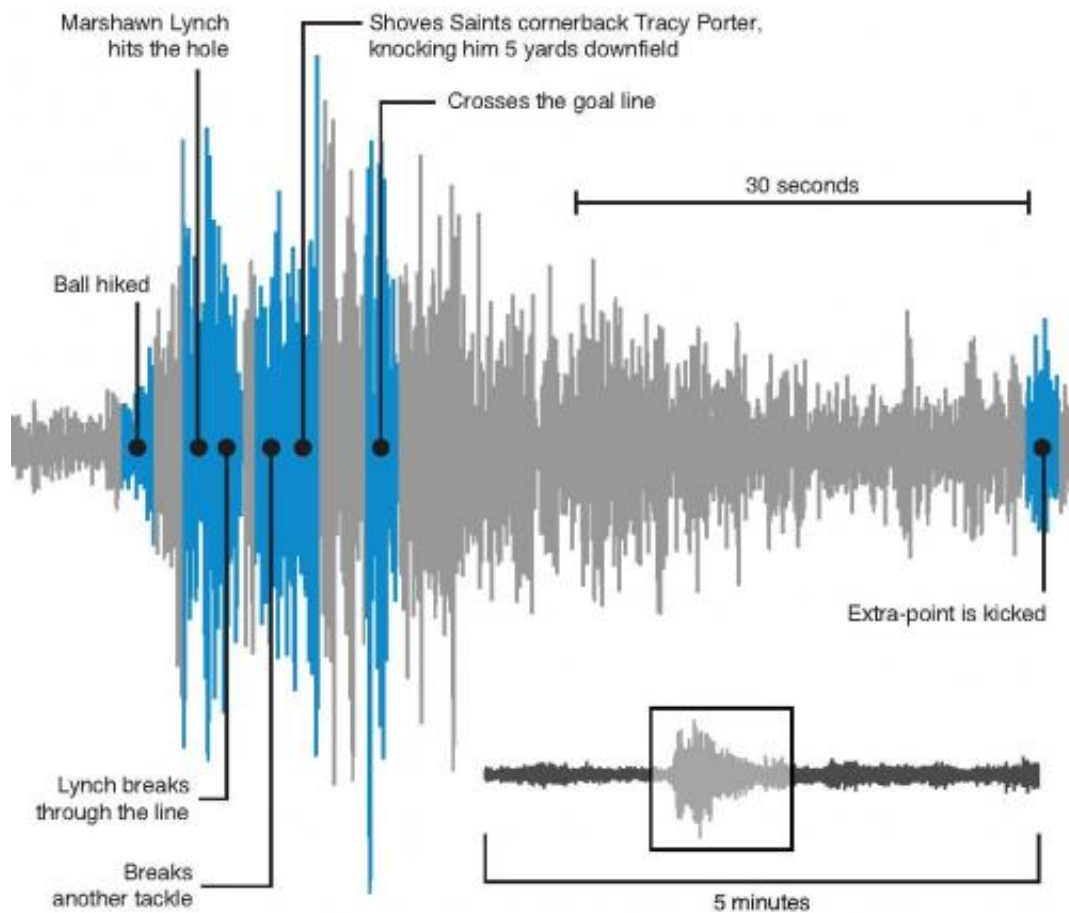 Marshawn Lynch
hits the hole
Shoves Saints cornerback Tracy Porter,
knocking him 5 yards downfield
Crosses the goal line
30 seconds
Ball hiked
Extra-point is kicked
Lynch breaks
through the line
Breaks
another tackle
5 minutes